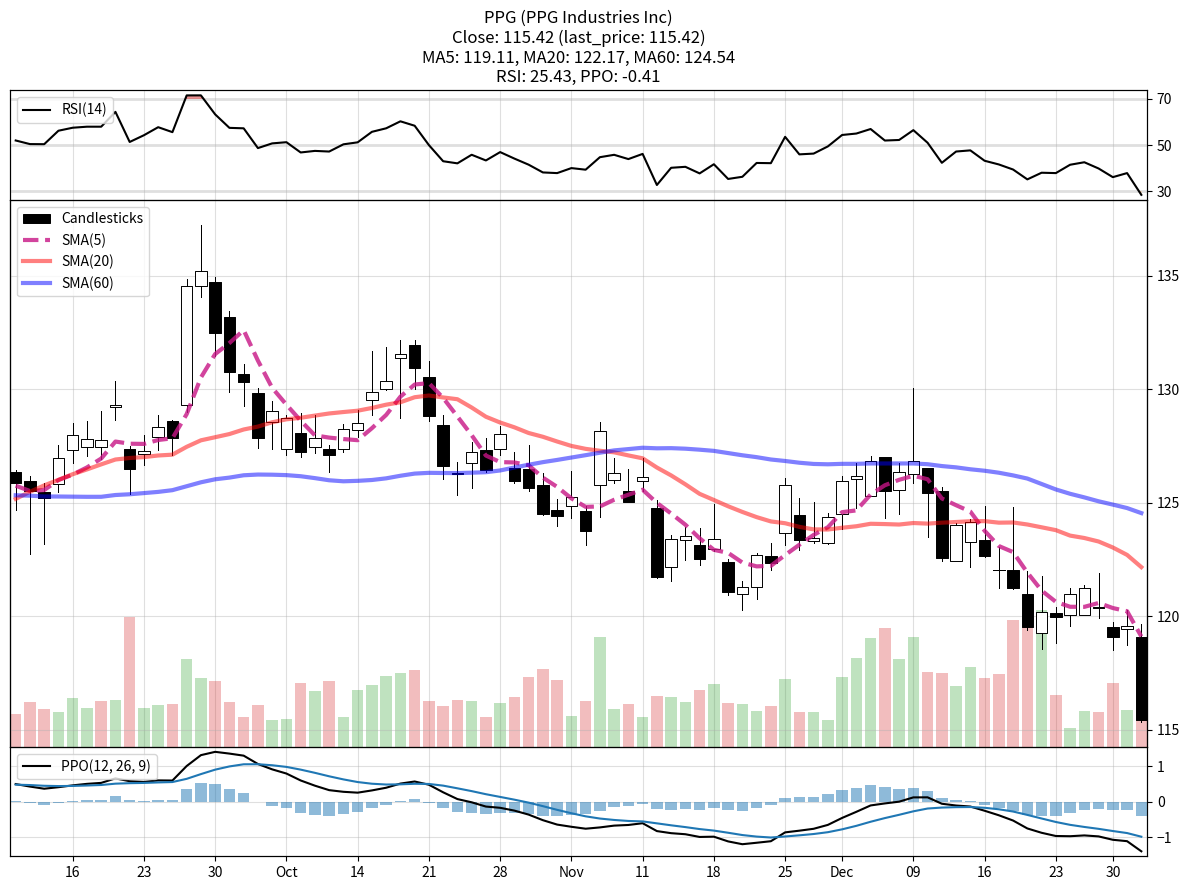 PPG (PPG Industries Inc)
Close: 115.42 (last_price: 115.42)
MA5: 119.11, MA20: 122.17, MA60: 124.54
RSI: 25.43, PPO: -0.41
RSI(14)
70
50
30
Candlesticks
SMA(5)
SMA(20)
SMA(60)
135
130
125
120
115
PPO(12, 26, 9)
1
0
−1
16 23 30 Oct 14 21 28 Nov 11 18 25 Dec 09 16 23 30